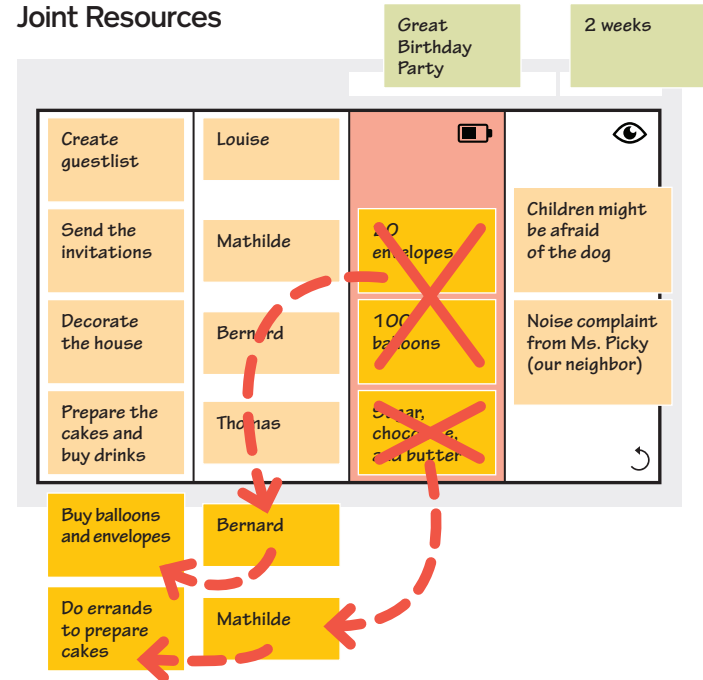 Joint Resources
Great
Birthday
Party
2 weeks
Create
guestlist
Louise
Send the
invitations
Mathilde
20
envelopes
Children might
be afraid
of the dog
Decorate
the house
Bernard
100
balloons
Noise complaint
from Ms. Picky
(our neighbor)
Prepare the
cakes and
buy drinks
Thomas
Sugar,
chocolate,
and butter
Buy balloons
and envelopes
Bernard
Do errands
to prepare
cakes
Mathilde